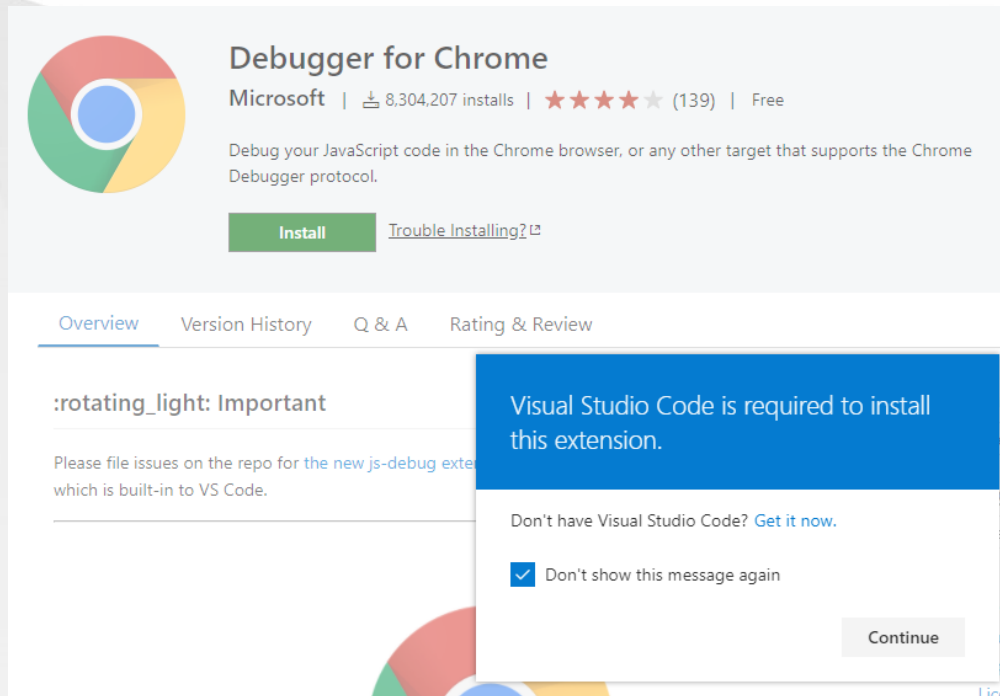 Debugger for Chrome
Microsoft | 8,304,207 installs | (139) | Free
Debug your JavaScript code in the Chrome browser, or any other target that supports the Chrome
Debugger protocol.
Install Trouble Installing?
Overview Version History Q & A Rating & Review
:rotating_light: Important
Please file issues on the repo for the new js-debug
which is built-in to VS Code.
Visual Studio Code is required to install
this extension.
Don't have Visual Studio Code? Get it now.
Don't show this message again
Continue